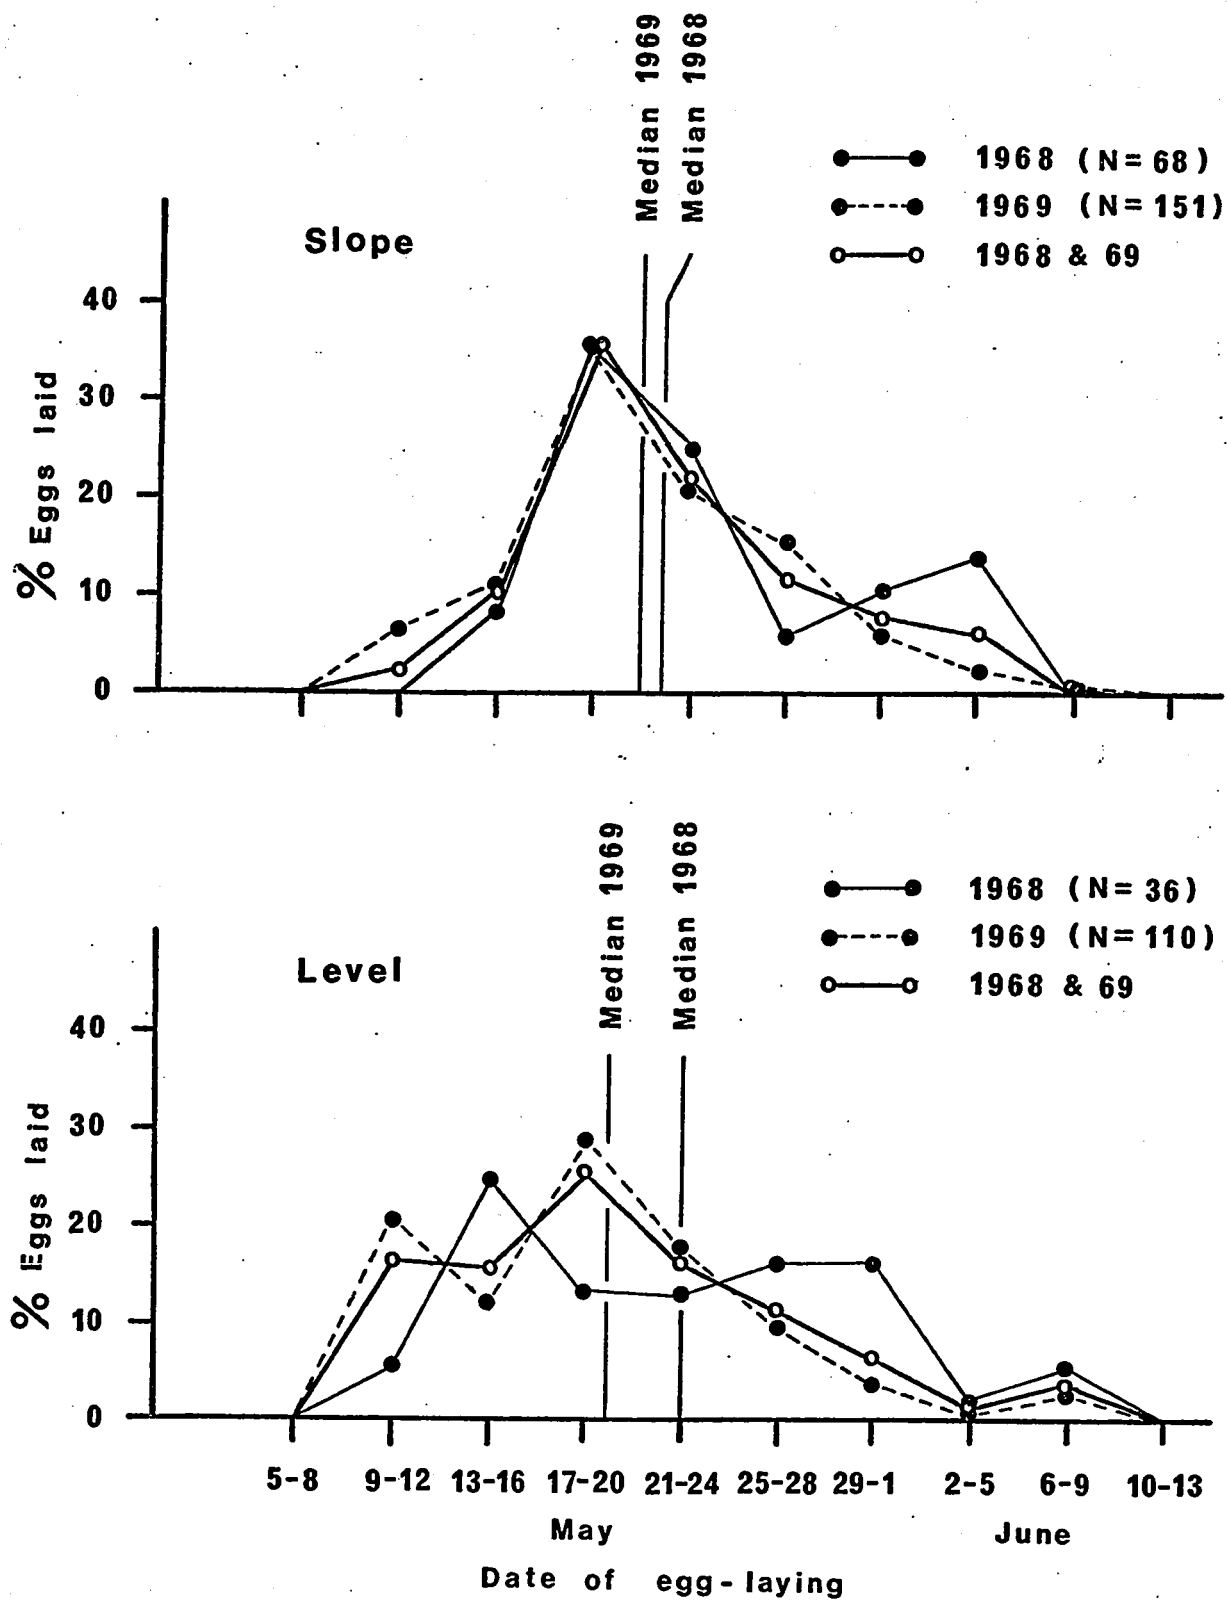 Median 1969
Median 1968
1968 (N= 68)
1969 (N= 151)
1968 & 69
Slope
40
30
20
10
0
% Eggs laid
Median 1969
Median 1968
1968 (N= 36)
1969 (N= 110)
1968 & 69
Level
40
30
20
10
0
% Eggs laid
5-8 9-12 13-16 17-20 21-24 25-28 29-1 2-5 6-9 10-13
May June
Date of egg-laying